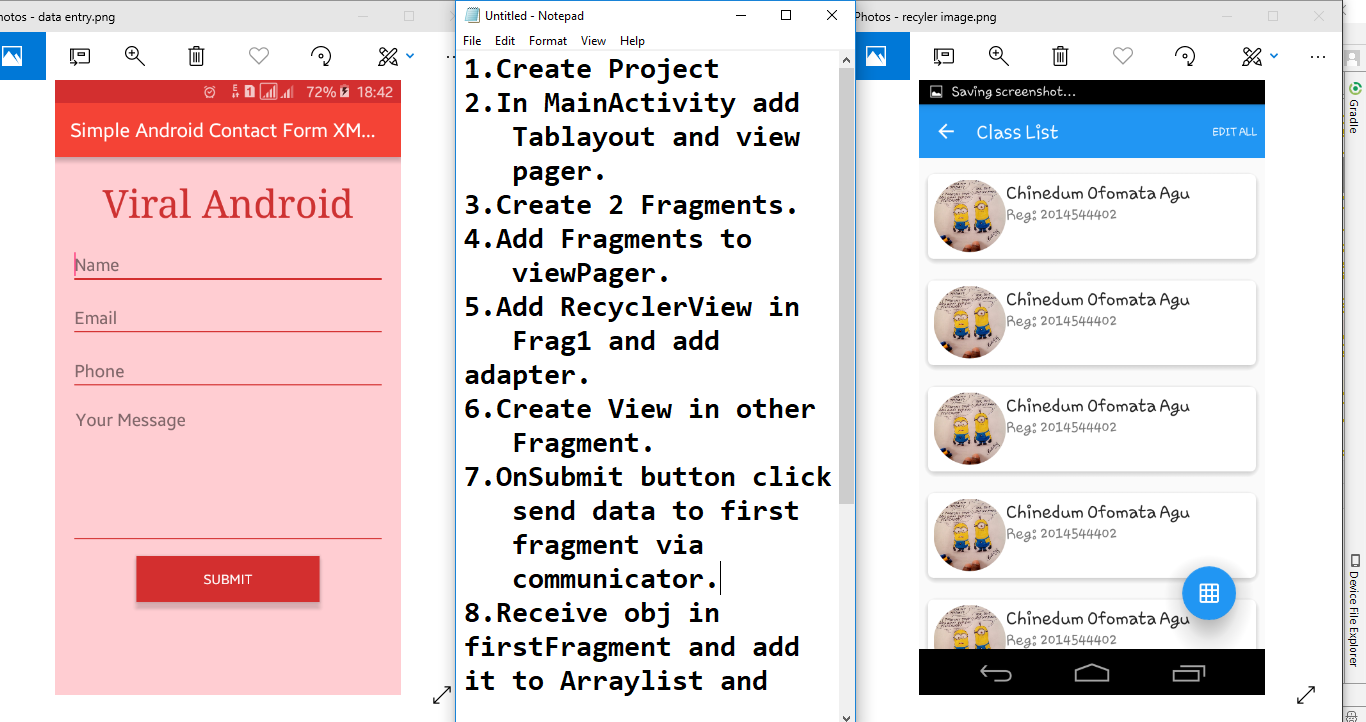 Photos - data entry.png
72% 18:42
Simple Android Contact Form XM...
Viral Android
Name
Email
Phone
Your Message
SUBMIT
Untitled - Notepad
File Edit Format View Help
1.Create Project
2.In MainActivity add
Tablayout and view
pager.
3.Create 2 Fragments.
4.Add Fragments to
viewPager.
5.Add RecyclerView in
Frag1 and add
adapter.
6.Create View in other
Fragment.
7.OnSubmit button click
send data to first
fragment via
communicator.
8.Receive obj in
firstFragment and add
it to Arraylist and
Photos - recyler image.png
Saving screenshot...
Class List EDIT ALL
Chinedum Ofomata Agu
Reg: 2014544402
Chinedum Ofomata Agu
Reg: 2014544402
Chinedum Ofomata Agu
Reg: 2014544402
Chinedum Ofomata Agu
Reg: 2014544402
Chinedum Ofomata Agu
Reg: 2014544402
Gradle
Device File Explorer